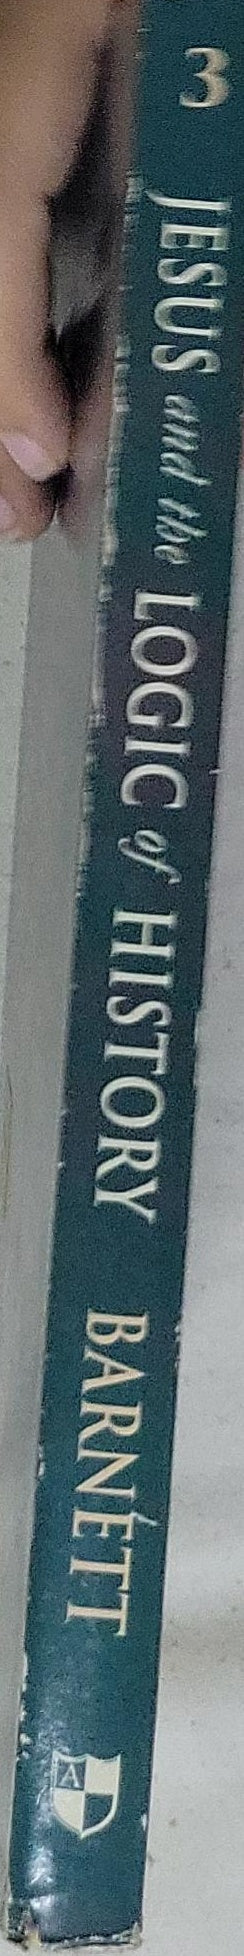 3 JESUS and the LOGIC of HISTORY BARNETT
A